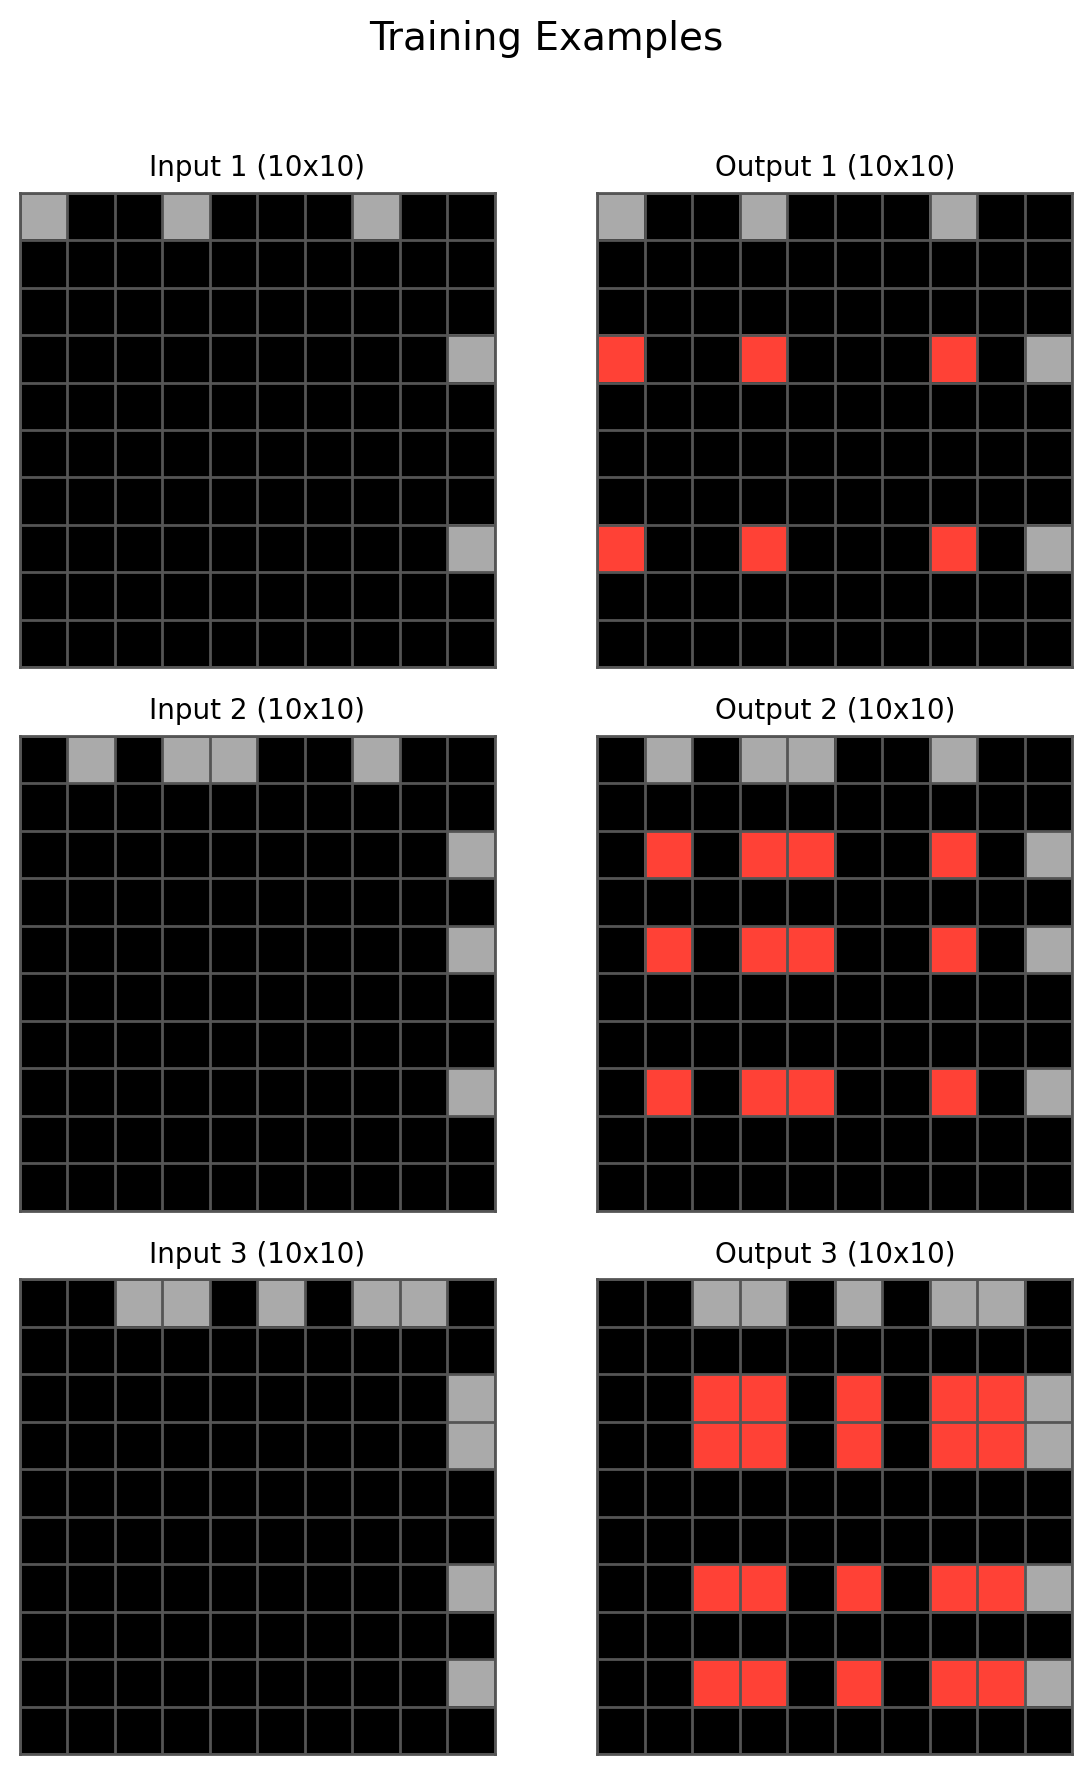 Training Examples
Input 1 (10x10)
Output 1 (10x10)
Input 2 (10x10)
Output 2 (10x10)
Input 3 (10x10)
Output 3 (10x10)